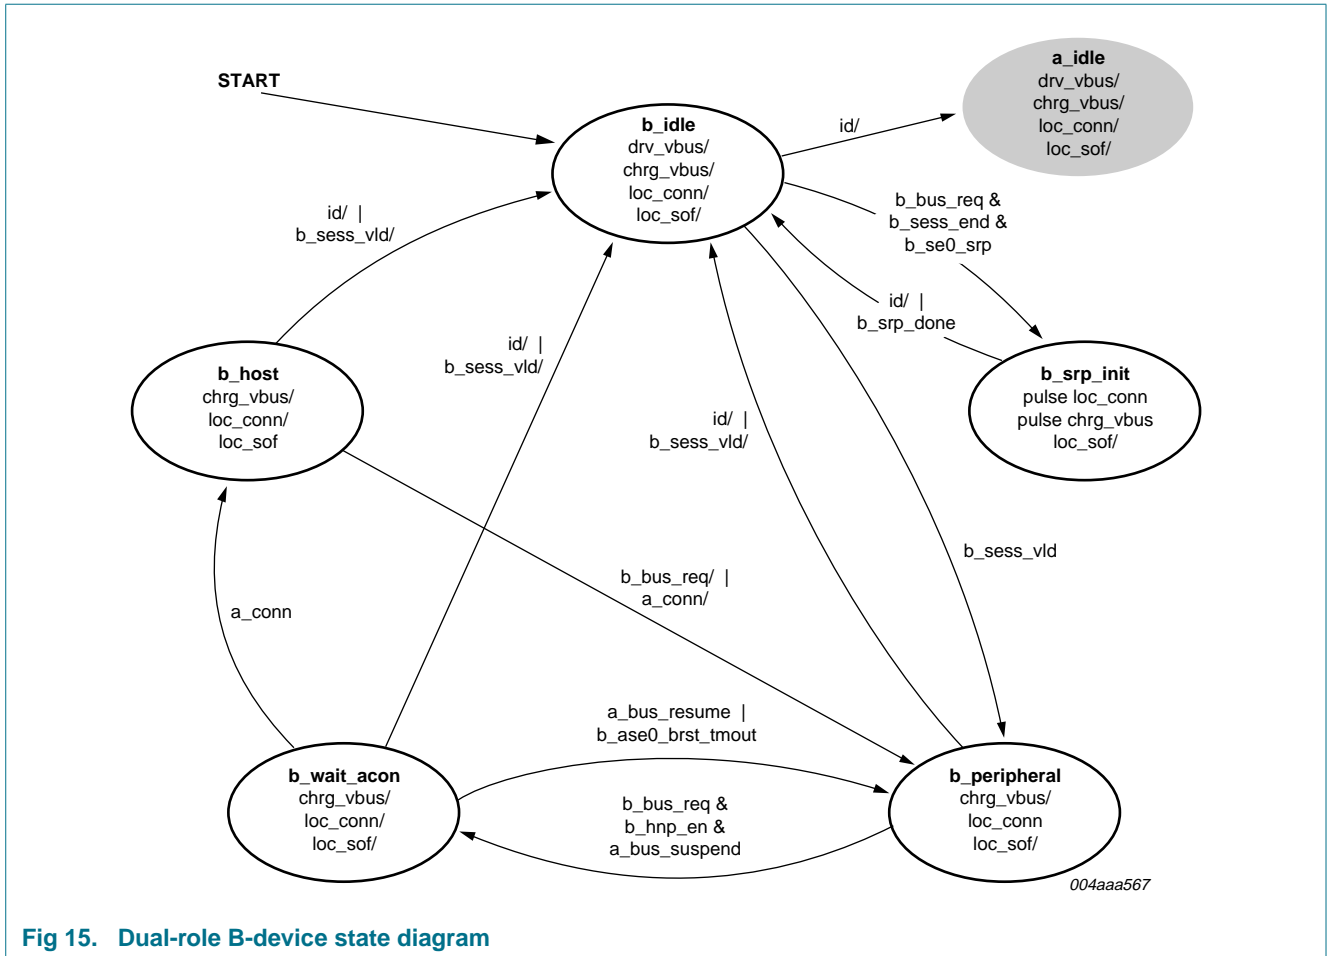 START
a_idle
drv_vbus/
chrg_vbus/
loc_conn/
loc_sof/
b_idle
drv_vbus/
chrg_vbus/
loc_conn/
loc_sof/
id/
b_bus_req &
b_sess_end &
b_se0_srp
id/ |
b_sess_vld/
id/ |
b_srp_done
id/ |
b_sess_vld/
b_host
chrg_vbus/
loc_conn/
loc_sof
b_srp_init
pulse loc_conn
pulse chrg_vbus
loc_sof/
id/ |
b_sess_vld/
b_sess_vld
b_bus_req/ |
a_conn/
a_conn
a_bus_resume |
b_ase0_brst_tmout
b_wait_acon
chrg_vbus/
loc_conn/
loc_sof/
b_bus_req &
b_hnp_en &
a_bus_suspend
b_peripheral
chrg_vbus/
loc_conn
loc_sof/
004aaa567
Fig 15. Dual-role B-device state diagram